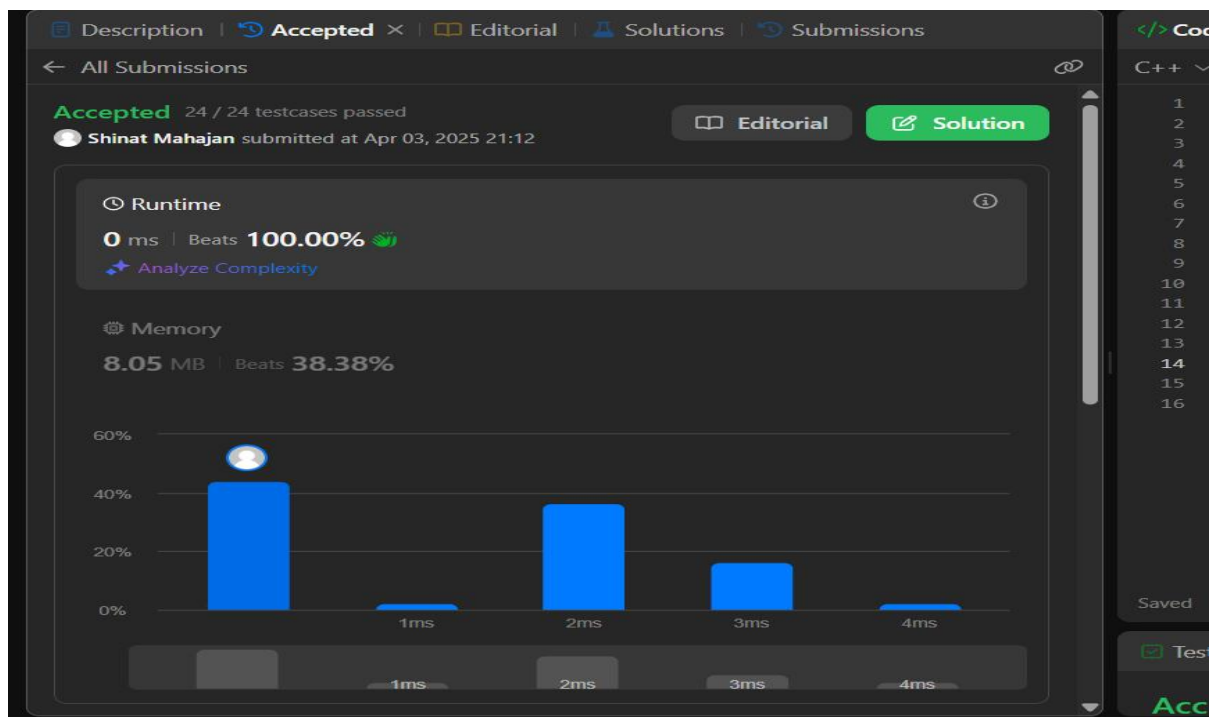 Description Accepted Editorial Solutions Submissions
All Submissions
Accepted 24 / 24 testcases passed
Shinat Mahajan submitted at Apr 03, 2025 21:12
Editorial
Solution
Runtime
0 ms Beats 100.00%
Analyze Complexity
Memory
8.05 MB Beats 38.38%
60%
40%
20%
0%
1ms 2ms 3ms 4ms
1ms 2ms 3ms 4ms
</> Cod
C++
1
2
3
4
5
6
7
8
9
10
11
12
13
14
15
16
Saved
Test
Acc